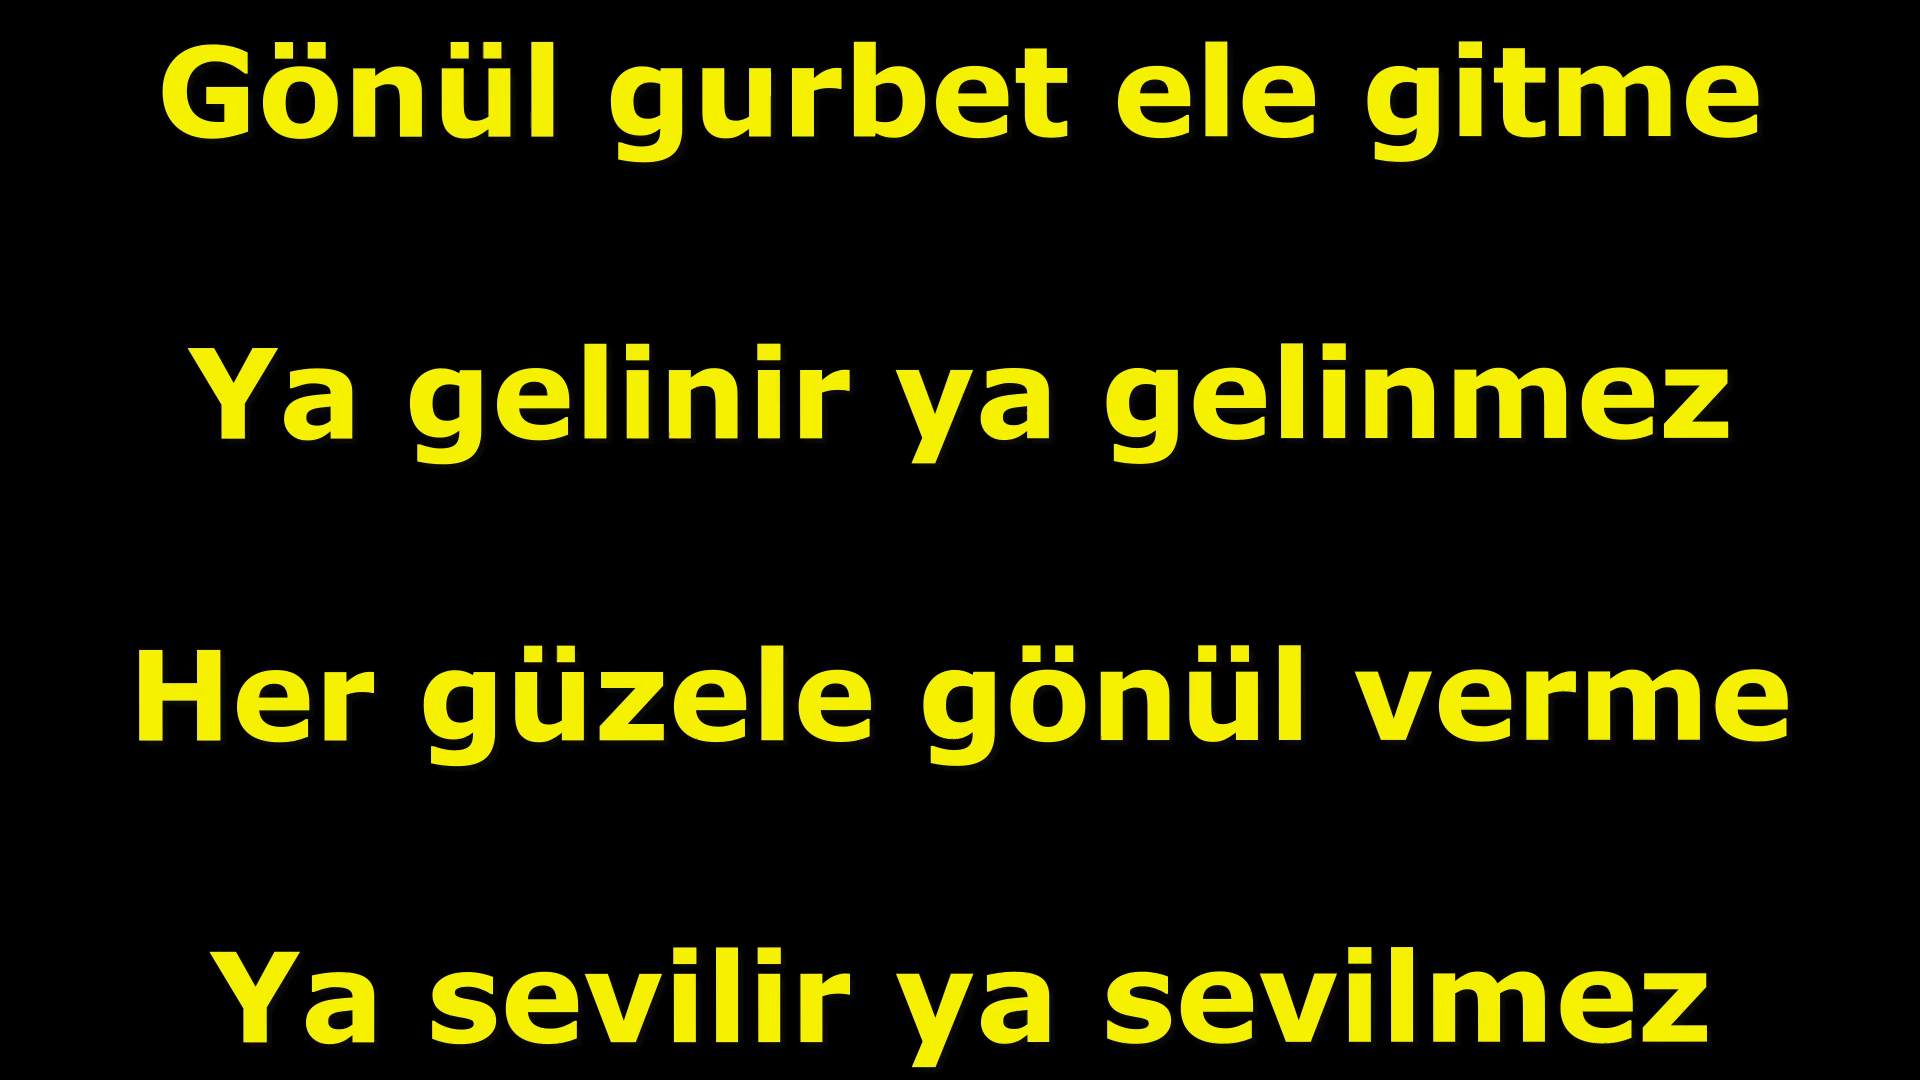 Gönül gurbet ele gitme
Ya gelinir ya gelinmez
Her güzele gönül verme
Ya sevilir ya sevilmez